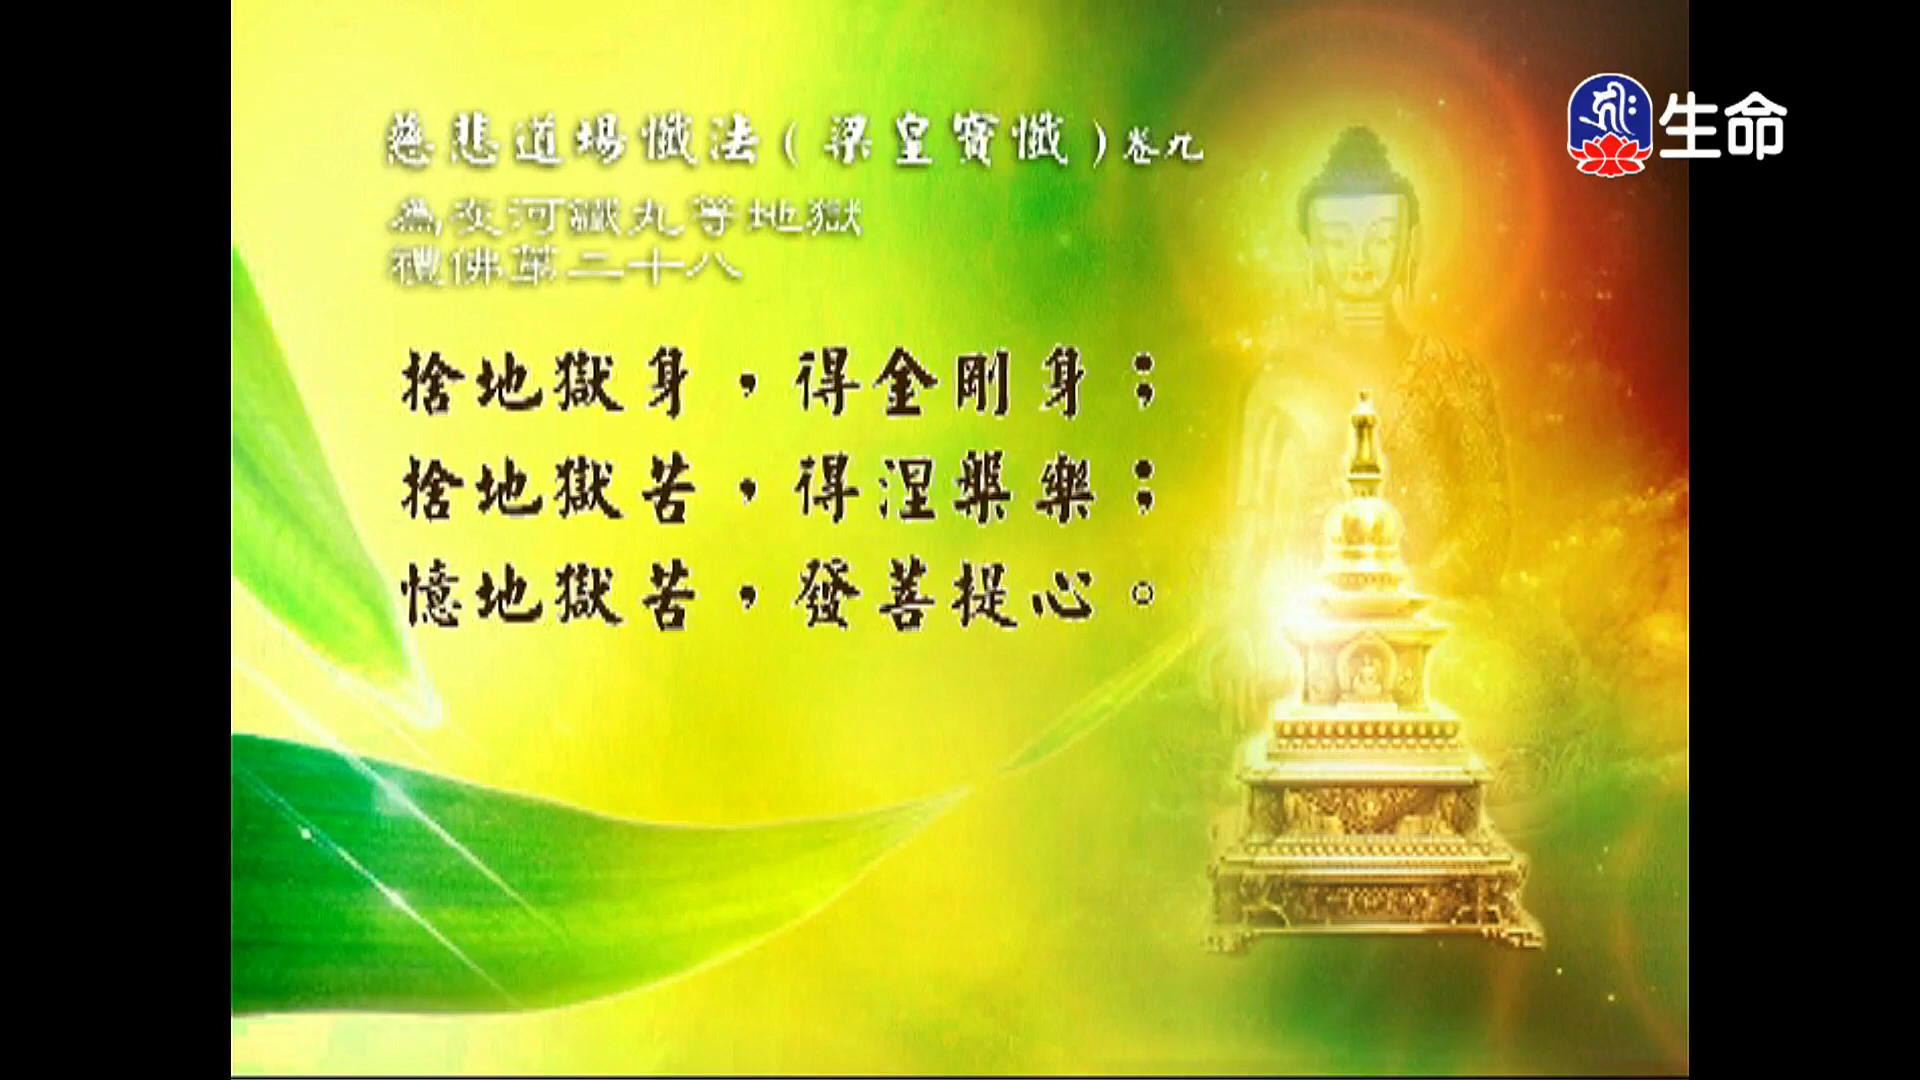 慈悲道場懺法（梁皇寶懺）卷九
為灰河鐵丸等地獄
禮佛第二十八
捨地獄身，得金剛身；
捨地獄苦，得涅槃樂；
憶地獄苦，發菩提心。
生命